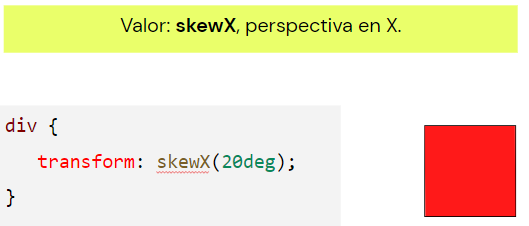 Valor: skewX, perspectiva en X.
div {
transform: skewX(20deg);
}